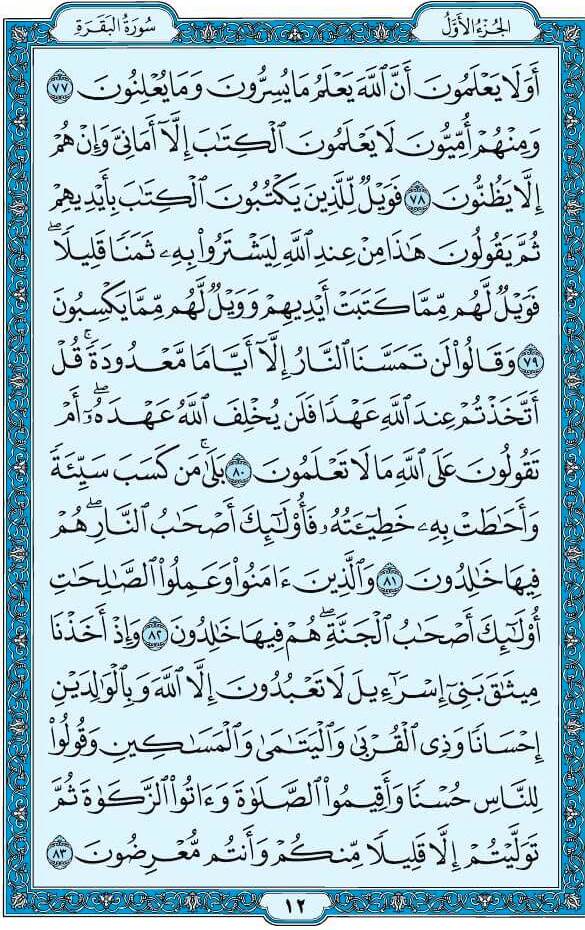 الجُزْءُ الأَوَّلُ
سُورَةُ البَقَرَةِ
أَوَلَا يَعْلَمُونَ أَنَّ ٱللَّهَ يَعْلَمُ مَا يُسِرُّونَ وَمَا يُعْلِنُونَ ٧٧
وَمِنْهُمْ أُمِّيُّونَ لَا يَعْلَمُونَ ٱلْكِتَٰبَ إِلَّآ أَمَانِىَّ وَإِنْ هُمْ
إِلَّا يَظُنُّونَ ٧٨ فَوَيْلٌ لِّلَّذِينَ يَكْتُبُونَ ٱلْكِتَٰبَ بِأَيْدِيهِمْ
ثُمَّ يَقُولُونَ هَٰذَا مِنْ عِندِ ٱللَّهِ لِيَشْتَرُوا۟ بِهِۦ ثَمَنًا قَلِيلًاۖ
فَوَيْلٌ لَّهُم مِّمَّا كَتَبَتْ أَيْدِيهِمْ وَوَيْلٌ لَّهُم مِّمَّا يَكْسِبُونَ
٧٩ وَقَالُوا۟ لَن تَمَسَّنَا ٱلنَّارُ إِلَّآ أَيَّامًا مَّعْدُودَةًۚ قُلْ
أَتَّخَذْتُمْ عِندَ ٱللَّهِ عَهْدًا فَلَن يُخْلِفَ ٱللَّهُ عَهْدَهُۥٓۖ أَمْ
تَقُولُونَ عَلَى ٱللَّهِ مَا لَا تَعْلَمُونَ ٨٠ بَلَىٰۚ مَن كَسَبَ سَيِّئَةً
وَأَحَٰطَتْ بِهِۦ خَطِيٓـَٔتُهُۥ فَأُو۟لَٰٓئِكَ أَصْحَٰبُ ٱلنَّارِۖ هُمْ
فِيهَا خَٰلِدُونَ ٨١ وَٱلَّذِينَ ءَامَنُوا۟ وَعَمِلُوا۟ ٱلصَّٰلِحَٰتِ
أُو۟لَٰٓئِكَ أَصْحَٰبُ ٱلْجَنَّةِۖ هُمْ فِيهَا خَٰلِدُونَ ٨٢ وَإِذْ أَخَذْنَا
مِيثَٰقَ بَنِىٓ إِسْرَٰٓءِيلَ لَا تَعْبُدُونَ إِلَّا ٱللَّهَ وَبِٱلْوَٰلِدَيْنِ
إِحْسَانًا وَذِى ٱلْقُرْبَىٰ وَٱلْيَتَٰمَىٰ وَٱلْمَسَٰكِينِ وَقُولُوا۟
لِلنَّاسِ حُسْنًا وَأَقِيمُوا۟ ٱلصَّلَوٰةَ وَءَاتُوا۟ ٱلزَّكَوٰةَ ثُمَّ
تَوَلَّيْتُمْ إِلَّا قَلِيلًا مِّنكُمْ وَأَنتُم مُّعْرِضُونَ ٨٣
١٢